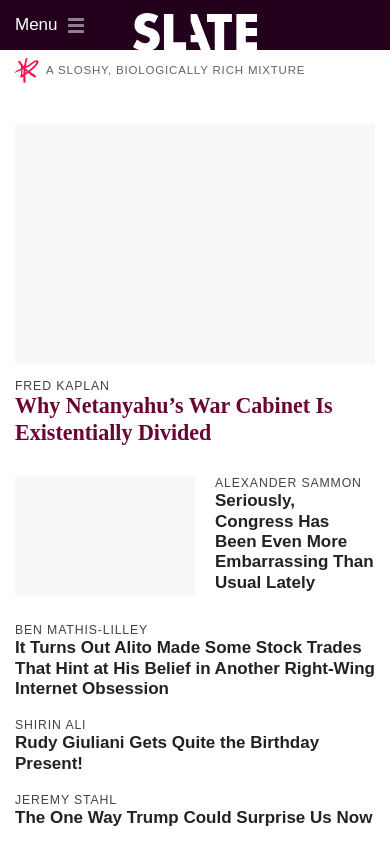 Menu
SLATE
A SLOSHY, BIOLOGICALLY RICH MIXTURE
FRED KAPLAN
Why Netanyahu’s War Cabinet Is
Existentially Divided
ALEXANDER SAMMON
Seriously,
Congress Has
Been Even More
Embarrassing Than
Usual Lately
BEN MATHIS-LILLEY
It Turns Out Alito Made Some Stock Trades
That Hint at His Belief in Another Right-Wing
Internet Obsession
SHIRIN ALI
Rudy Giuliani Gets Quite the Birthday
Present!
JEREMY STAHL
The One Way Trump Could Surprise Us Now